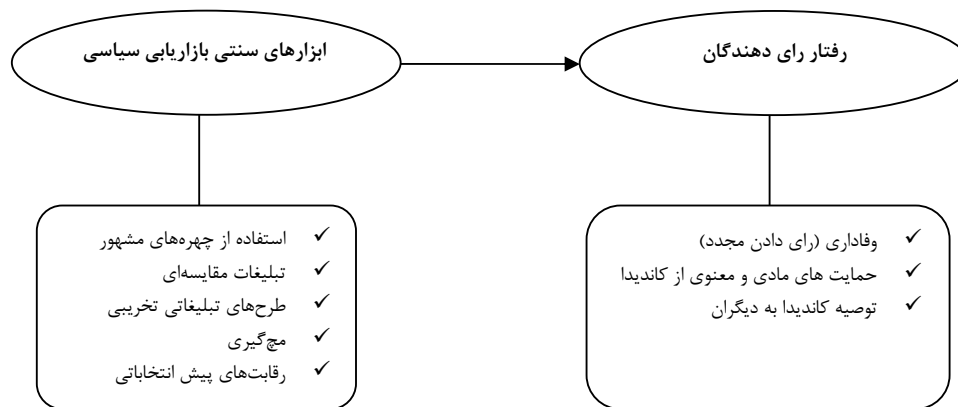 ابزارهای سنتی بازاریابی سیاسی
رفتار رای دهندگان
✓ استفاده از چهره‌های مشهور
✓ تبلیغات مقایسه‌ای
✓ طرح‌های تبلیغاتی تخریبی
✓ مچ‌گیری
✓ رقابت‌های پیش انتخاباتی
✓ وفاداری (رای دادن مجدد)
✓ حمایت های مادی و معنوی از کاندیدا
✓ توصیه کاندیدا به دیگران